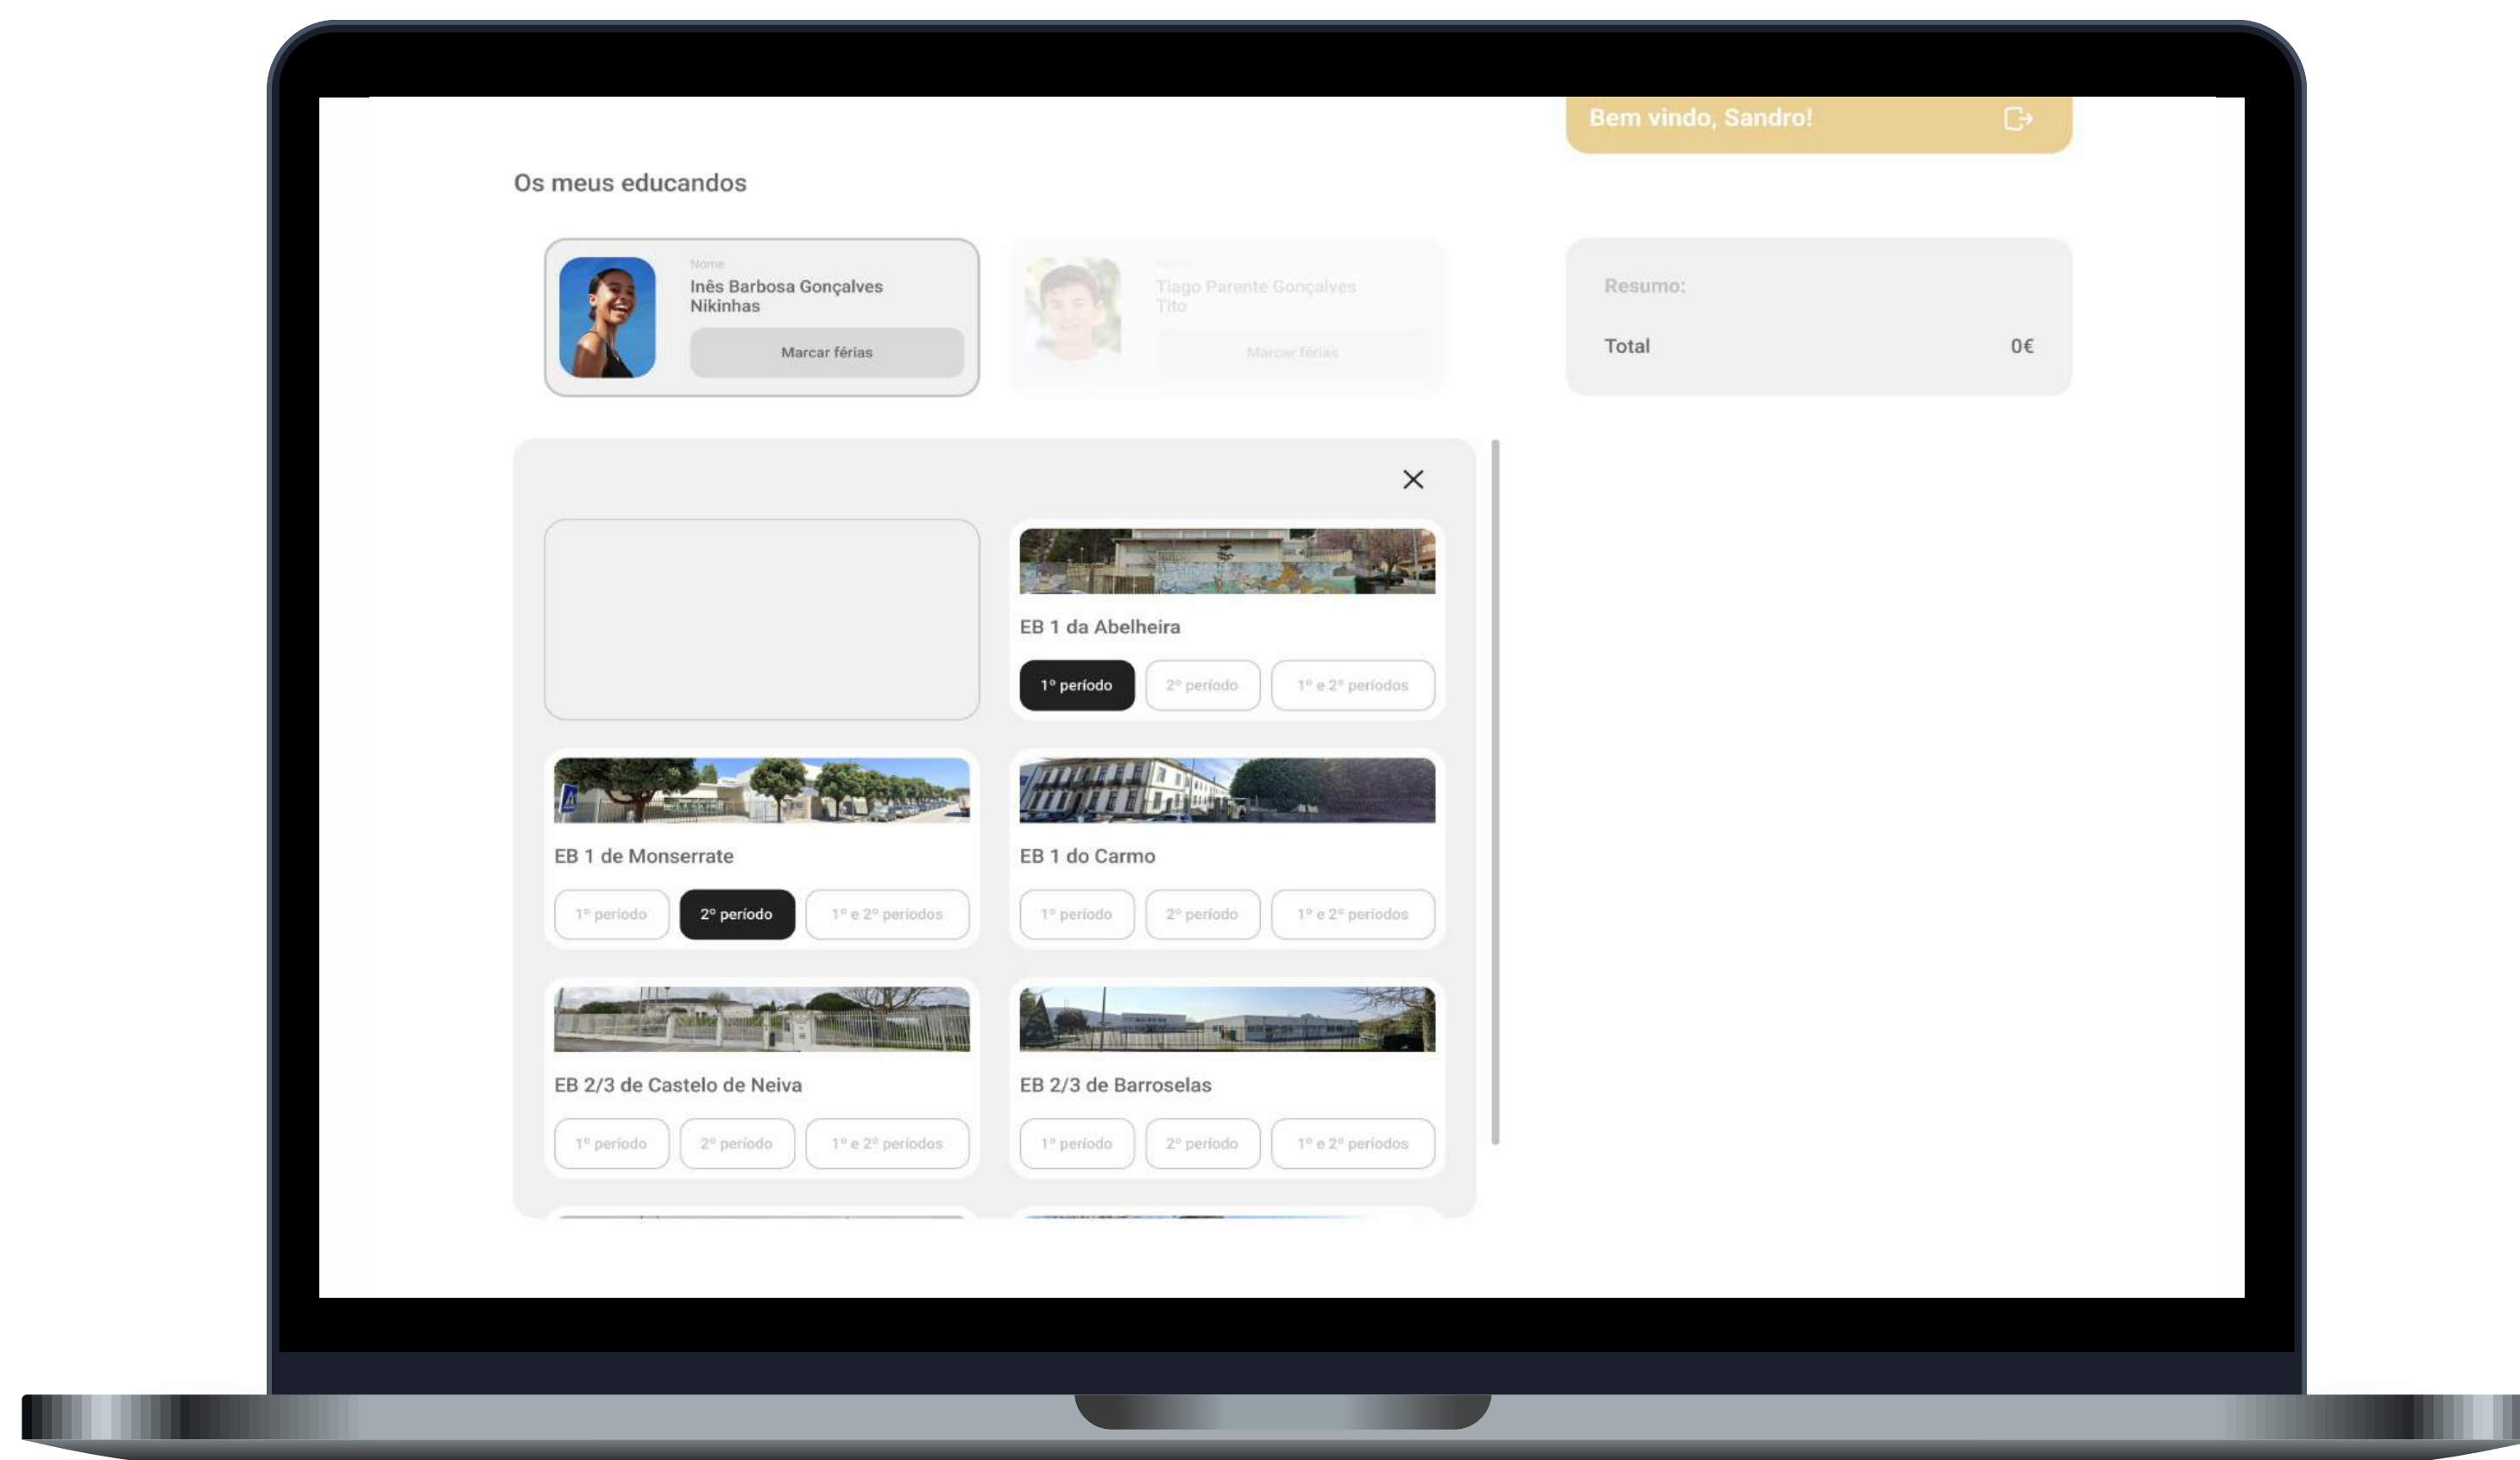 Bem vindo, Sandro!
Os meus educandos
Nome
Inês Barbosa Gonçalves
Nikinhas
Marcar férias
Tiago Parente Gonçalves
Tito
Marcar férias
Resumo:
Total 0€
EB 1 da Abelheira
1º período 2º período 1º e 2º períodos
EB 1 de Monserrate
1º período 2º período 1º e 2º períodos
EB 1 do Carmo
1º período 2º período 1º e 2º períodos
EB 2/3 de Castelo de Neiva
1º período 2º período 1º e 2º períodos
EB 2/3 de Barroselas
1º período 2º período 1º e 2º períodos